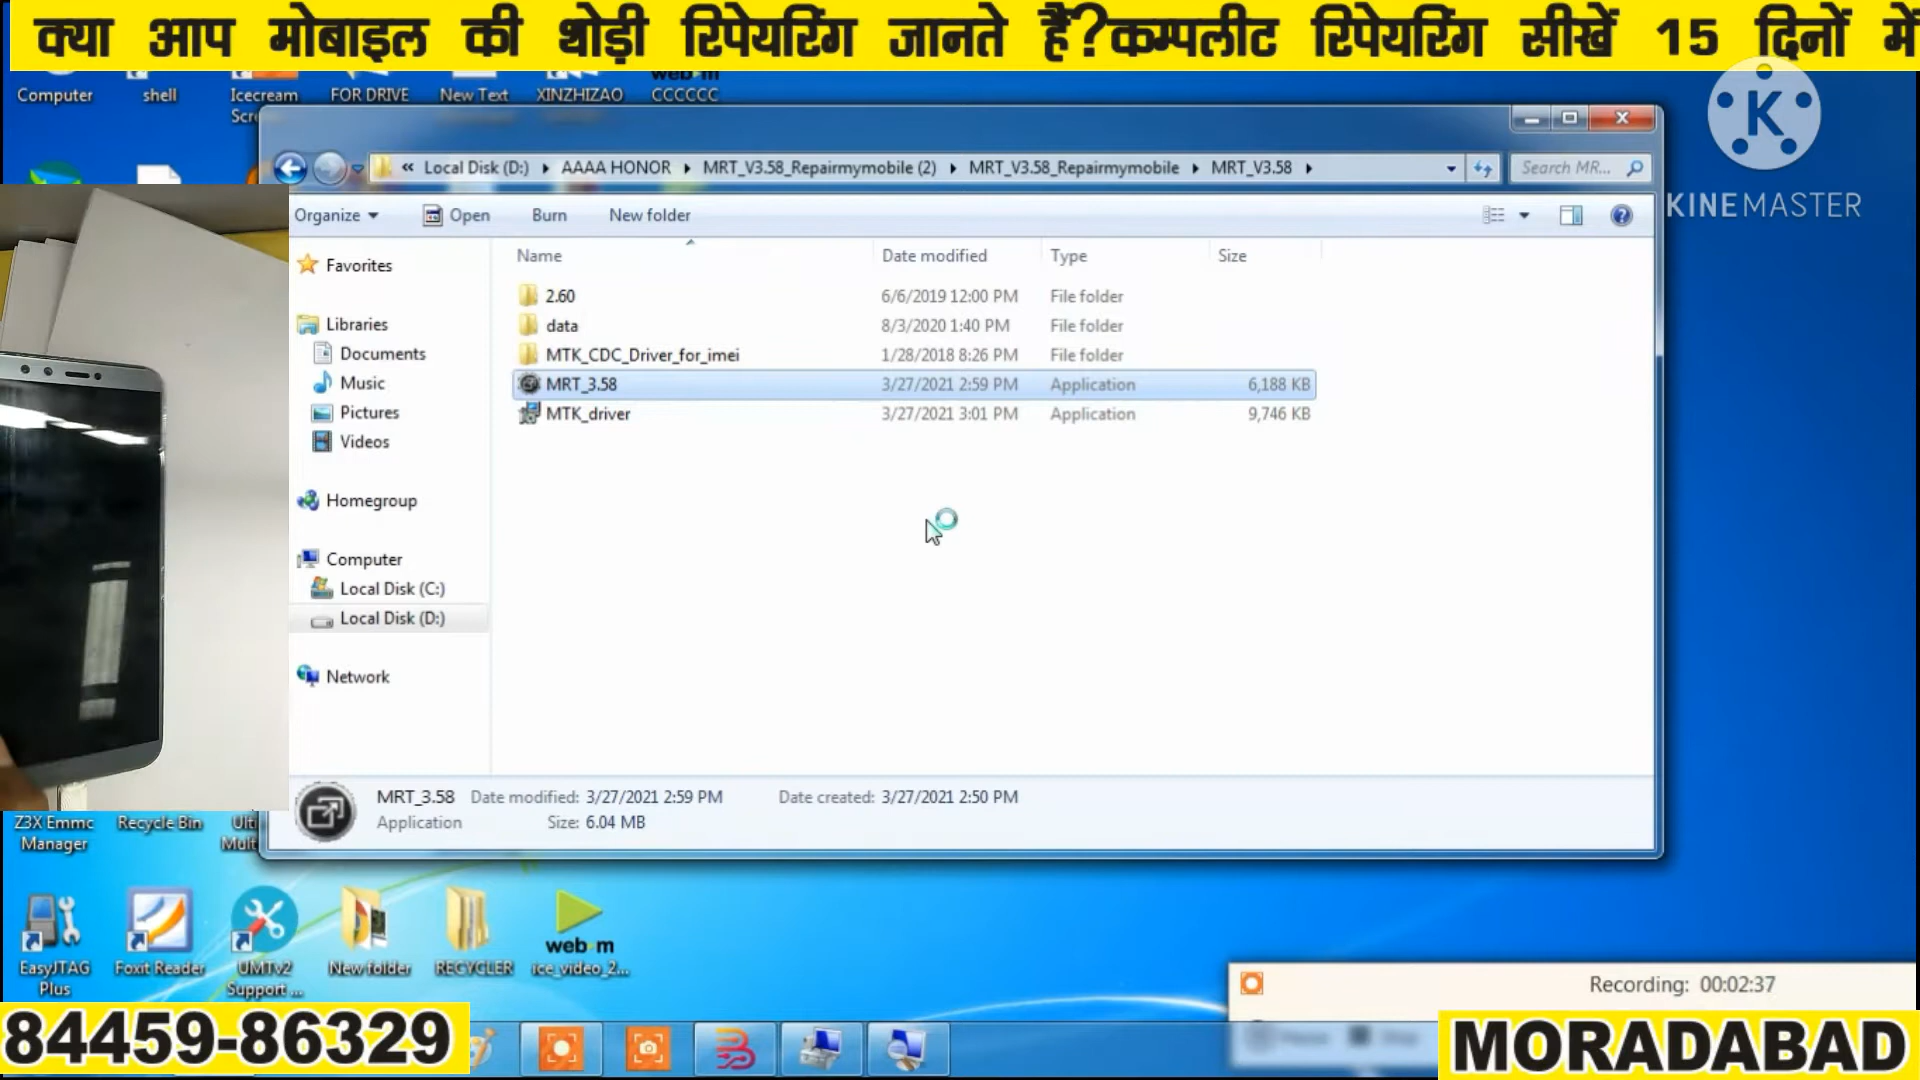 क्या आप मोबाइल की थोड़ी रिपेयरिंग जानते हैं?कम्पलीट रिपेयरिंग सीखें 15 दिनों में
Computer
shell
Icecream
FOR DRIVE
New Text
XINZHIZAO
CCCCCC
KINEMASTER
« Local Disk (D:) ▸ AAAA HONOR ▸ MRT_V3.58_Repairmymobile (2) ▸ MRT_V3.58_Repairmymobile ▸ MRT_V3.58 ▸
Search MR...
Organize
Open
Burn
New folder
Name Date modified Type Size
2.60 6/6/2019 12:00 PM File folder
data 8/3/2020 1:40 PM File folder
MTK_CDC_Driver_for_imei 1/28/2018 8:26 PM File folder
MRT_3.58 3/27/2021 2:59 PM Application 6,188 KB
MTK_driver 3/27/2021 3:01 PM Application 9,746 KB
Favorites
Libraries
Documents
Music
Pictures
Videos
Homegroup
Computer
Local Disk (C:)
Local Disk (D:)
Network
MRT_3.58 Date modified: 3/27/2021 2:59 PM Date created: 3/27/2021 2:50 PM
Application Size: 6.04 MB
Z3X Emmc
Manager
Recycle Bin
EasyJTAG
Plus
Foxit Reader
UMTv2
Support ...
New folder
RECYCLER
web m
ice_video_2...
Recording: 00:02:37
84459-86329
MORADABAD